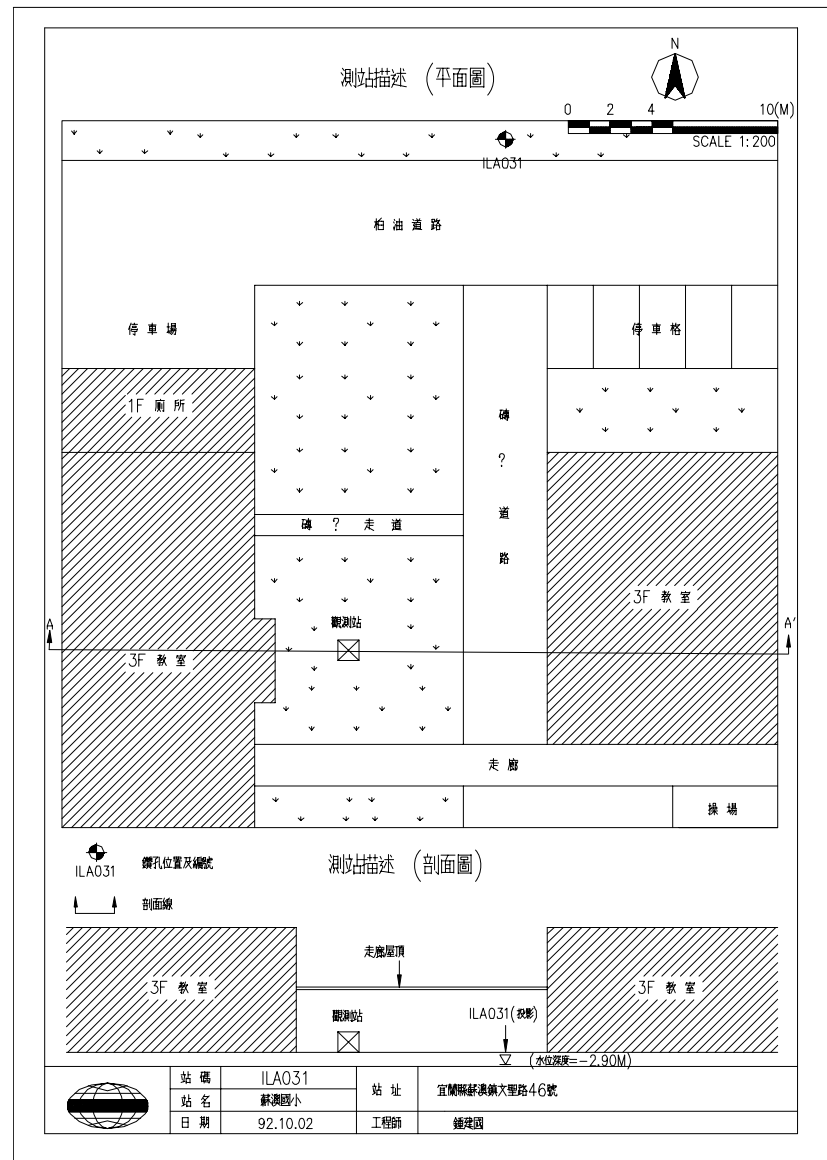 測站描述 (平面圖)
N
0 2 4 10(M)
SCALE 1:200
ILA031
柏油道路
停車場
停車格
1F 廁所
磚?道路
磚?走道
3F 教室
觀測站
A
A'
3F 教室
走廊
操場
ILA031
鑽孔位置及編號
測站描述 (剖面圖)
剖面線
走廊屋頂
3F 教室
3F 教室
觀測站
ILA031(投影)
(水位深度=-2.90M)
站碼 ILA031
站名 蘇澳國小
日期 92.10.02
站址 宜蘭縣蘇澳鎮文聖路46號
工程師 鍾建國